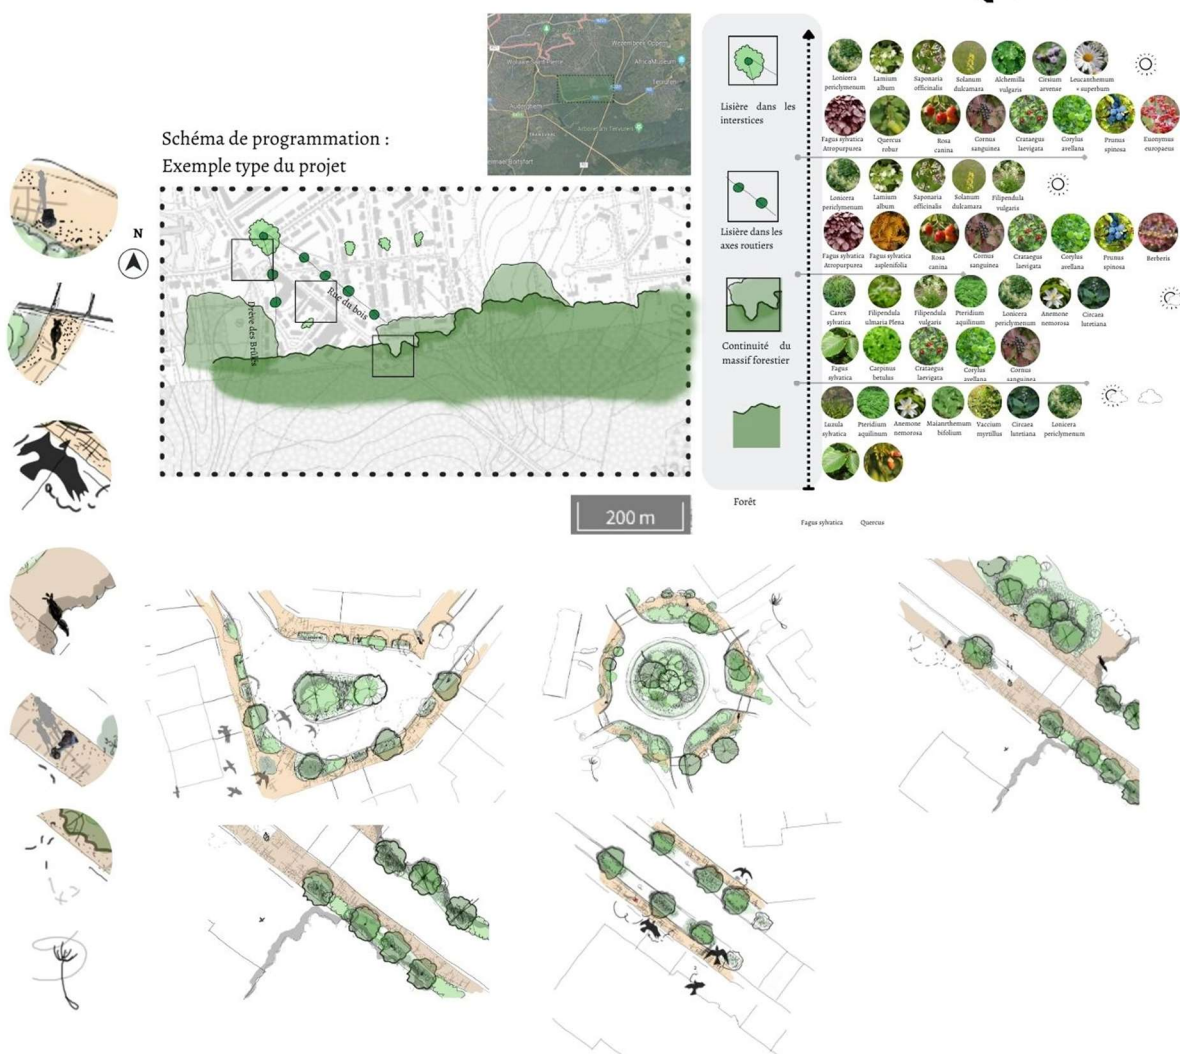 Schéma de programmation :
Exemple type du projet
N
Drève des Brûlés
Rue du bois
200 m
Lisière dans les
interstices
Lisière dans les
axes routiers
Continuité du
massif forestier
Forêt
Lonicera
periclymenum
Lamium
album
Saponaria
officinalis
Solanum
dulcamara
Alchemilla
vulgaris
Cirsium
arvense
Leucanthemum
× superbum
Fagus sylvatica
Atropurpurea
Quercus
robur
Rosa
canina
Cornus
sanguinea
Crataegus
laevigata
Corylus
avellana
Prunus
spinosa
Euonymus
europaeus
Lonicera
periclymenum
Lamium
album
Saponaria
officinalis
Solanum
dulcamara
Filipendula
vulgaris
Fagus sylvatica
Atropurpurea
Fagus sylvatica
asplenifolia
Rosa
canina
Cornus
sanguinea
Crataegus
laevigata
Corylus
avellana
Prunus
spinosa
Berberis
Carex
sylvatica
Filipendula
ulmaria Plena
Filipendula
vulgaris
Pteridium
aquilinum
Lonicera
periclymenum
Anemone
nemorosa
Circaea
lutetiana
Fagus
sylvatica
Carpinus
betulus
Crataegus
laevigata
Corylus
avellana
Cornus
sanguinea
Luzula
sylvatica
Pteridium
aquilinum
Anemone
nemorosa
Maianthemum
bifolium
Vaccium
myrtillus
Circaea
lutetiana
Lonicera
periclymenum
Fagus sylvatica
Quercus